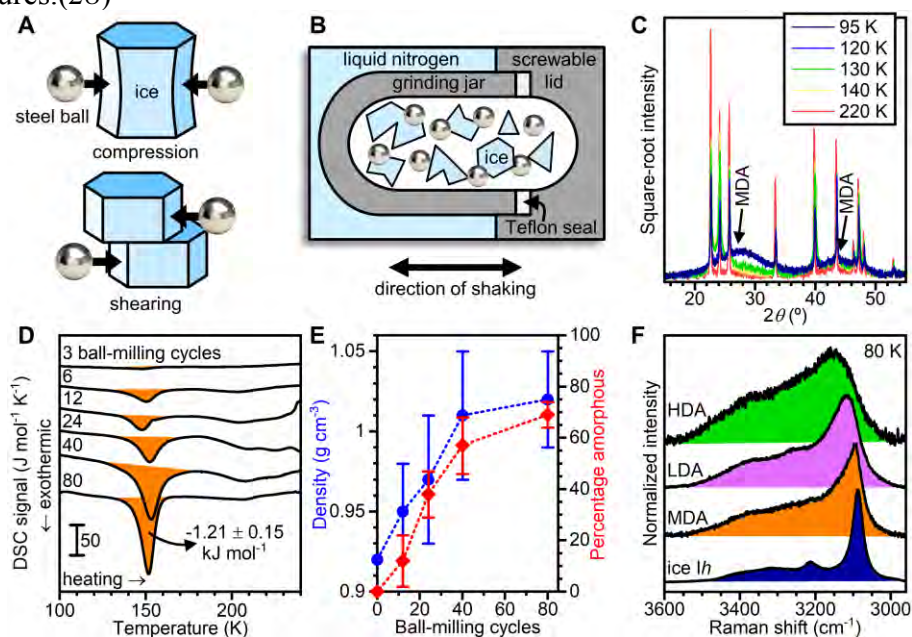 ures.(28)
A
steel ball
ice
compression
shearing
B
liquid nitrogen
screwable
lid
grinding jar
ice
Teflon seal
direction of shaking
C
Square-root intensity
95 K
120 K
130 K
140 K
220 K
MDA
MDA
20
30
40
50
2θ (º)
D
DSC signal (J mol⁻¹ K⁻¹)
← exothermic
3 ball-milling cycles
6
12
24
40
80
50
-1.21 ± 0.15
kJ mol⁻¹
heating →
100
150
200
Temperature (K)
E
Density (g cm⁻³)
1.05
1
0.95
0.9
0
20
40
60
80
Ball-milling cycles
100
80
60
40
20
0
Percentage amorphous
F
80 K
Normalized intensity
HDA
LDA
MDA
ice Ih
3600
3400
3200
3000
Raman shift (cm⁻¹)